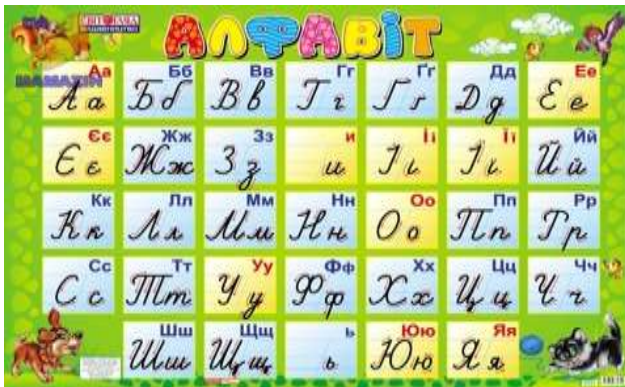 СВІТОГЛЯД
АЛФАВІТ
Аа Бб Вв Гг Ґґ Дд Ее
А а Б б В в Г г Ґ ґ Д д Е е
Єє Жж Зз и Іі Її Йй
Є є Ж ж З з и І і Ї ї Й й
Кк Лл Мм Нн Оо Пп Рр
К к Л л М м Н н О о П п Р р
Сс Тт Уу Фф Хх Цц Чч
С с Т т У у Ф ф Х х Ц ц Ч ч
Шш Щщ ь Юю Яя
Ш ш Щ щ ь Ю ю Я я